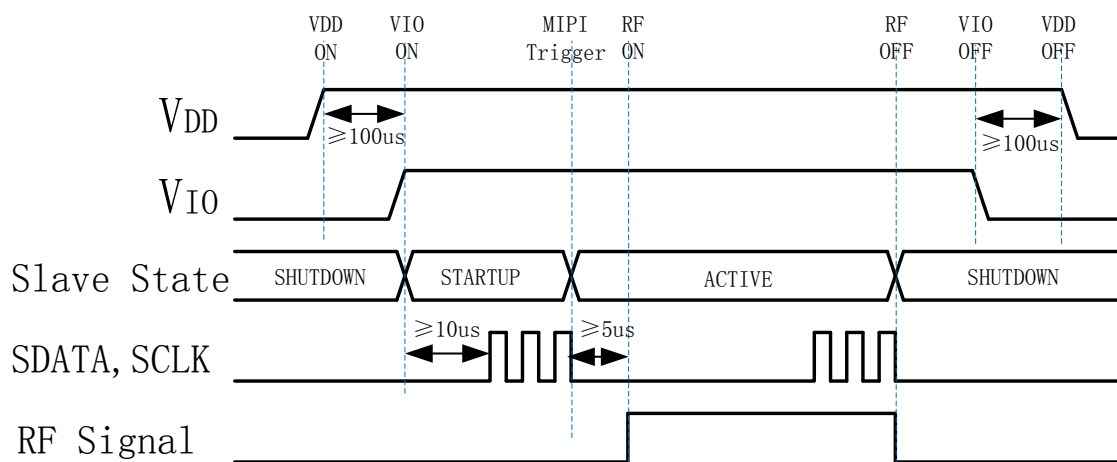 VDD VIO MIPI RF RF VIO VDD
ON ON Trigger ON OFF OFF OFF
VDD
≥100us ≥100us
VIO
Slave State SHUTDOWN STARTUP ACTIVE SHUTDOWN
≥10us ≥5us
SDATA,SCLK
RF Signal